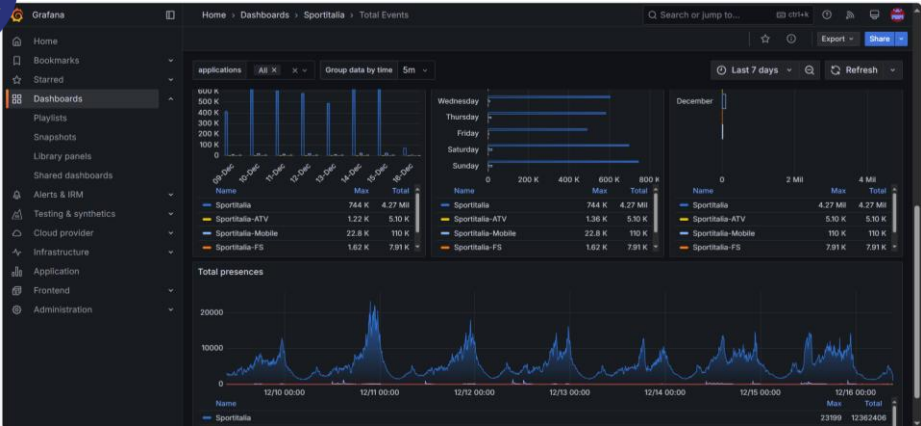 Grafana
Home › Dashboards › Sportitalia › Total Events
Search or jump to...
ctrl+k
Export
Share
Home
Bookmarks
Starred
Dashboards
Playlists
Snapshots
Library panels
Shared dashboards
Alerts & IRM
Testing & synthetics
Cloud provider
Infrastructure
Application
Frontend
Administration
applications All × Group data by time 5m
Last 7 days Refresh
600 K
500 K
400 K
300 K
200 K
100 K
0
09-Dec 10-Dec 12-Dec 13-Dec 14-Dec 15-Dec 16-Dec
Name Max Total
Sportitalia 744 K 4.27 Mil
Sportitalia-ATV 1.22 K 5.10 K
Sportitalia-Mobile 22.8 K 110 K
Sportitalia-FS 1.62 K 7.91 K
Wednesday
Thursday
Friday
Saturday
Sunday
0 200 K 400 K 600 K 800 K
Name Max Total
Sportitalia 744 K 4.27 Mil
Sportitalia-ATV 1.36 K 5.10 K
Sportitalia-Mobile 22.8 K 110 K
Sportitalia-FS 1.62 K 7.91 K
December
0 2 Mil 4 Mil
Name Max Total
Sportitalia 4.27 Mil 4.27 Mil
Sportitalia-ATV 5.10 K 5.10 K
Sportitalia-Mobile 110 K 110 K
Sportitalia-FS 7.91 K 7.91 K
Total presences
20000
10000
0
12/10 00:00 12/11 00:00 12/12 00:00 12/13 00:00 12/14 00:00 12/15 00:00 12/16 00:00
Name Max Total
Sportitalia 23199 12362406